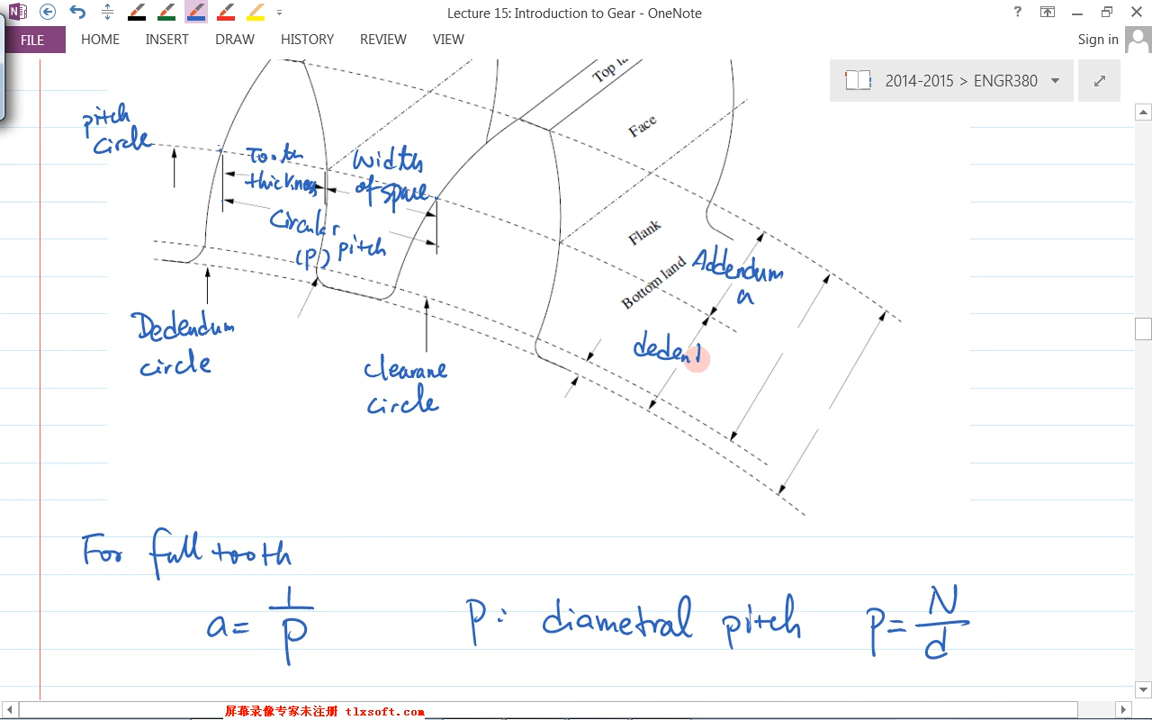 Lecture 15: Introduction to Gear - OneNote
?
FILE
HOME
INSERT
DRAW
HISTORY
REVIEW
VIEW
Sign in
2014-2015 > ENGR380
Top l
Face
Flank
Bottom land
pitch
circle
Tooth
thickness
Width
of space
Circular
(P) pitch
Addendum
a
deden
Dedendum
circle
clearane
circle
For full tooth
a = 1/P
P: diametral pitch P = N/d
屏幕录像专家未注册 tlxsoft.com